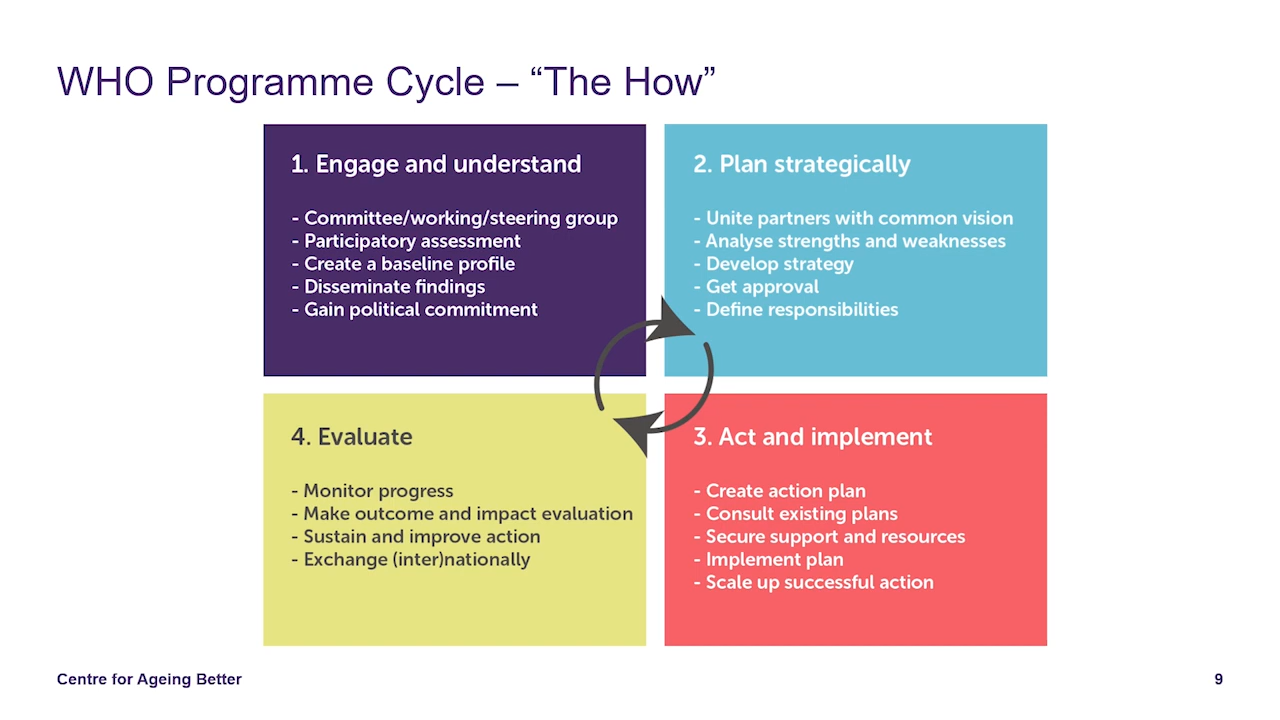 WHO Programme Cycle – “The How”
1. Engage and understand
- Committee/working/steering group
- Participatory assessment
- Create a baseline profile
- Disseminate findings
- Gain political commitment
2. Plan strategically
- Unite partners with common vision
- Analyse strengths and weaknesses
- Develop strategy
- Get approval
- Define responsibilities
4. Evaluate
- Monitor progress
- Make outcome and impact evaluation
- Sustain and improve action
- Exchange (inter)nationally
3. Act and implement
- Create action plan
- Consult existing plans
- Secure support and resources
- Implement plan
- Scale up successful action
Centre for Ageing Better
9